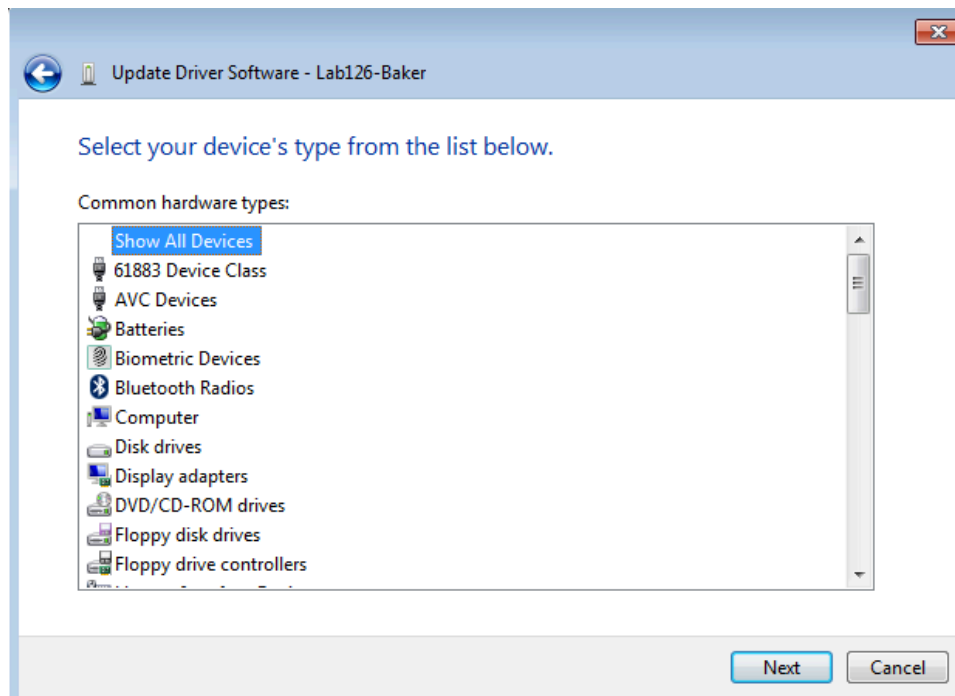 Update Driver Software - Lab126-Baker
Select your device's type from the list below.
Common hardware types:
Show All Devices
61883 Device Class
AVC Devices
Batteries
Biometric Devices
Bluetooth Radios
Computer
Disk drives
Display adapters
DVD/CD-ROM drives
Floppy disk drives
Floppy drive controllers
Next Cancel